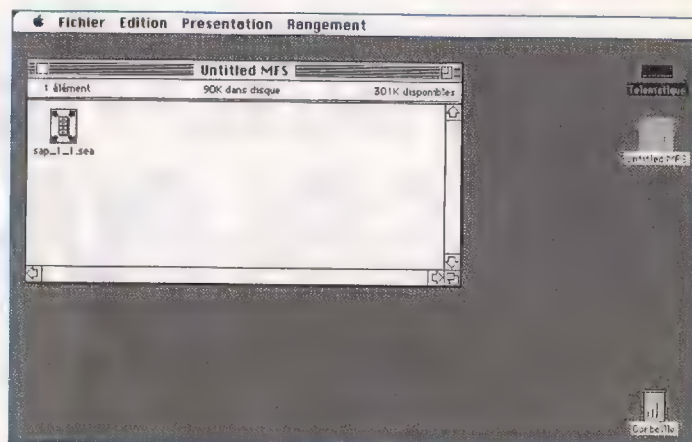 Fichier Edition Presentation Rangement
Untitled MFS
1 élément 90K dans disque 301K disponibles
sap_1_1.sea
Telematique
Untitled MFS
Corbeille